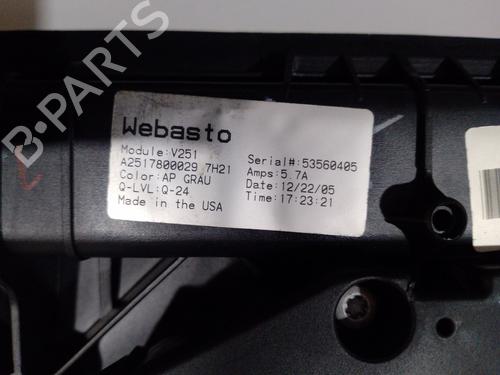 Webasto
Module:V251
A2517800029 7H21
Color:AP GRAU
Q-LVL:Q-24
Made in the USA
Serial#:53560405
Amps:5.7A
Date:12/22/05
Time:17:23:21
B-PARTS